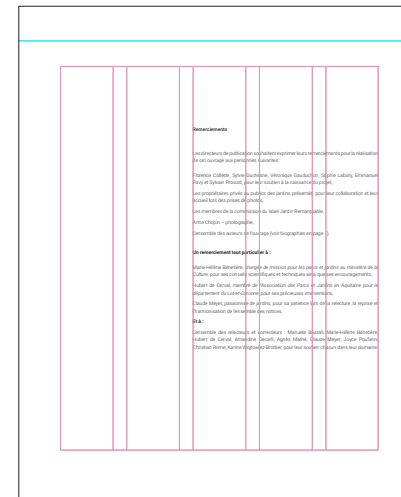 Remerciements
Les directeurs de publication souhaitent exprimer leurs remerciements pour la réalisation
de cet ouvrage aux personnes suivantes :
Florence Collette, Sylvie Duchesne, Véronique Gauduchon, Sophie Labory, Emmanuel
Pavy et Sylvain Provost, pour leur soutien à la naissance du projet,
Les propriétaires privés ou publics des jardins présentés, pour leur collaboration et leur
accueil lors des prises de photos,
Les membres de la commission du label Jardin Remarquable,
Anne Chopin – photographe,
L'ensemble des auteurs de l'ouvrage (voir biographies en page ).
Un remerciement tout particulier à :
Marie-Hélène Bénetière, chargée de mission pour les parcs et jardins au ministère de la
Culture, pour ses conseils scientifiques et techniques ainsi que ses encouragements,
Hubert de Cerval, membre de l'Association des Parcs et Jardins en Aquitaine pour le
département du Lot-et-Garonne, pour ses précieuses interventions,
Claude Meyer, passionnée de jardins, pour sa patience lors de la relecture, la reprise et
l'harmonisation de l'ensemble des notices.
Et à :
L'ensemble des relecteurs et correcteurs : Manuela Bazzali, Marie-Hélène Bénetière,
Hubert de Cerval, Amandine Decarli, Agnès Mathé, Claude Meyer, Joyce
Christian Rome, Karine pour leur soutien chacun dans leur domaine.